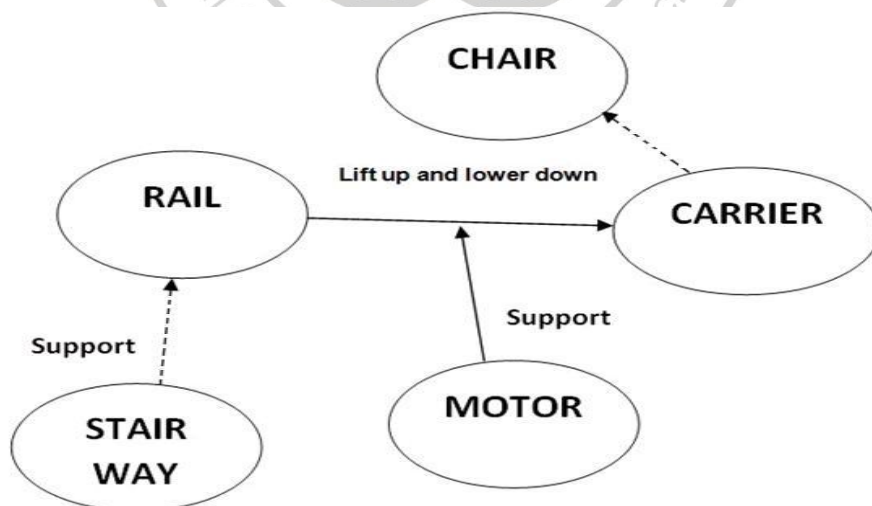 CHAIR
Lift up and lower down
RAIL
CARRIER
Support
Support
MOTOR
STAIR
WAY